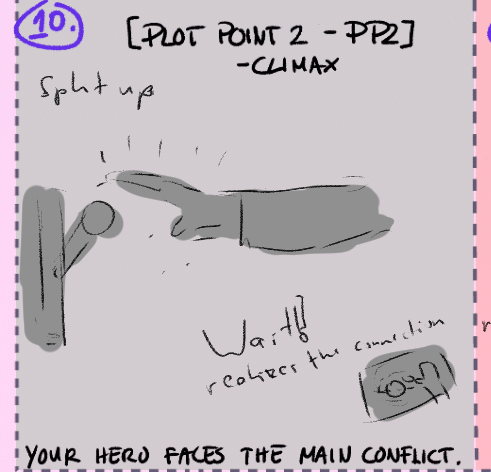 10.
[PLOT POINT 2 - PP2]
-CLIMAX
Split up
Wait!!
realizes the connection
YOUR HERO FACES THE MAIN CONFLICT.